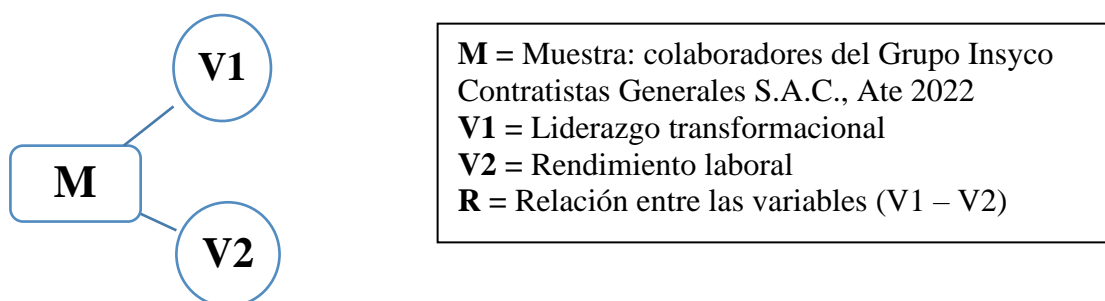 V1
M
V2
M = Muestra: colaboradores del Grupo Insyco
Contratistas Generales S.A.C., Ate 2022
V1 = Liderazgo transformacional
V2 = Rendimiento laboral
R = Relación entre las variables (V1 – V2)